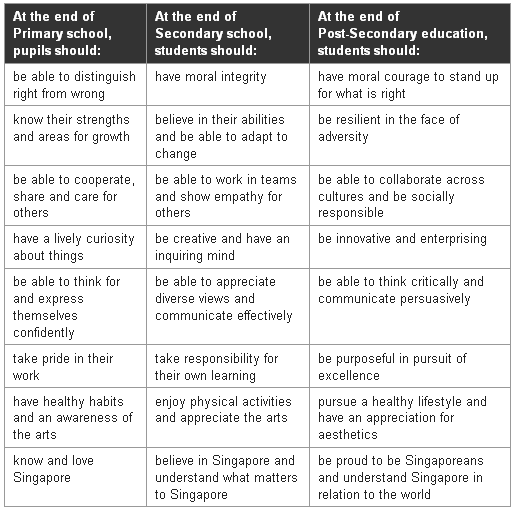 At the end of
Primary school,
pupils should:
At the end of
Secondary school,
students should:
At the end of
Post-Secondary education,
students should:
be able to distinguish
right from wrong
have moral integrity
have moral courage to stand up
for what is right
know their strengths
and areas for growth
believe in their abilities
and be able to adapt to
change
be resilient in the face of
adversity
be able to cooperate,
share and care for
others
be able to work in teams
and show empathy for
others
be able to collaborate across
cultures and be socially
responsible
have a lively curiosity
about things
be creative and have an
inquiring mind
be innovative and enterprising
be able to think for
and express
themselves
confidently
be able to appreciate
diverse views and
communicate effectively
be able to think critically and
communicate persuasively
take pride in their
work
take responsibility for
their own learning
be purposeful in pursuit of
excellence
have healthy habits
and an awareness of
the arts
enjoy physical activities
and appreciate the arts
pursue a healthy lifestyle and
have an appreciation for
aesthetics
know and love
Singapore
believe in Singapore and
understand what matters
to Singapore
be proud to be Singaporeans
and understand Singapore in
relation to the world